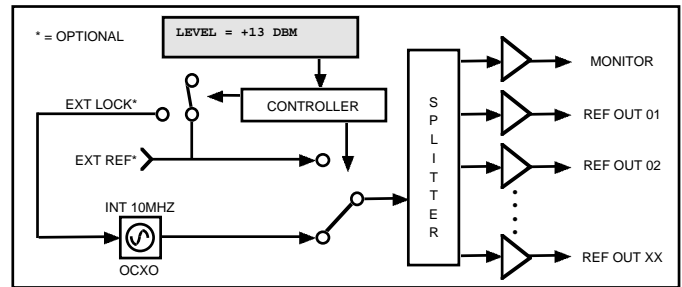 * = OPTIONAL
LEVEL = +13 DBM
MONITOR
EXT LOCK*
CONTROLLER
SPLITTER
REF OUT 01
EXT REF*
REF OUT 02
INT 10MHZ
OCXO
REF OUT XX